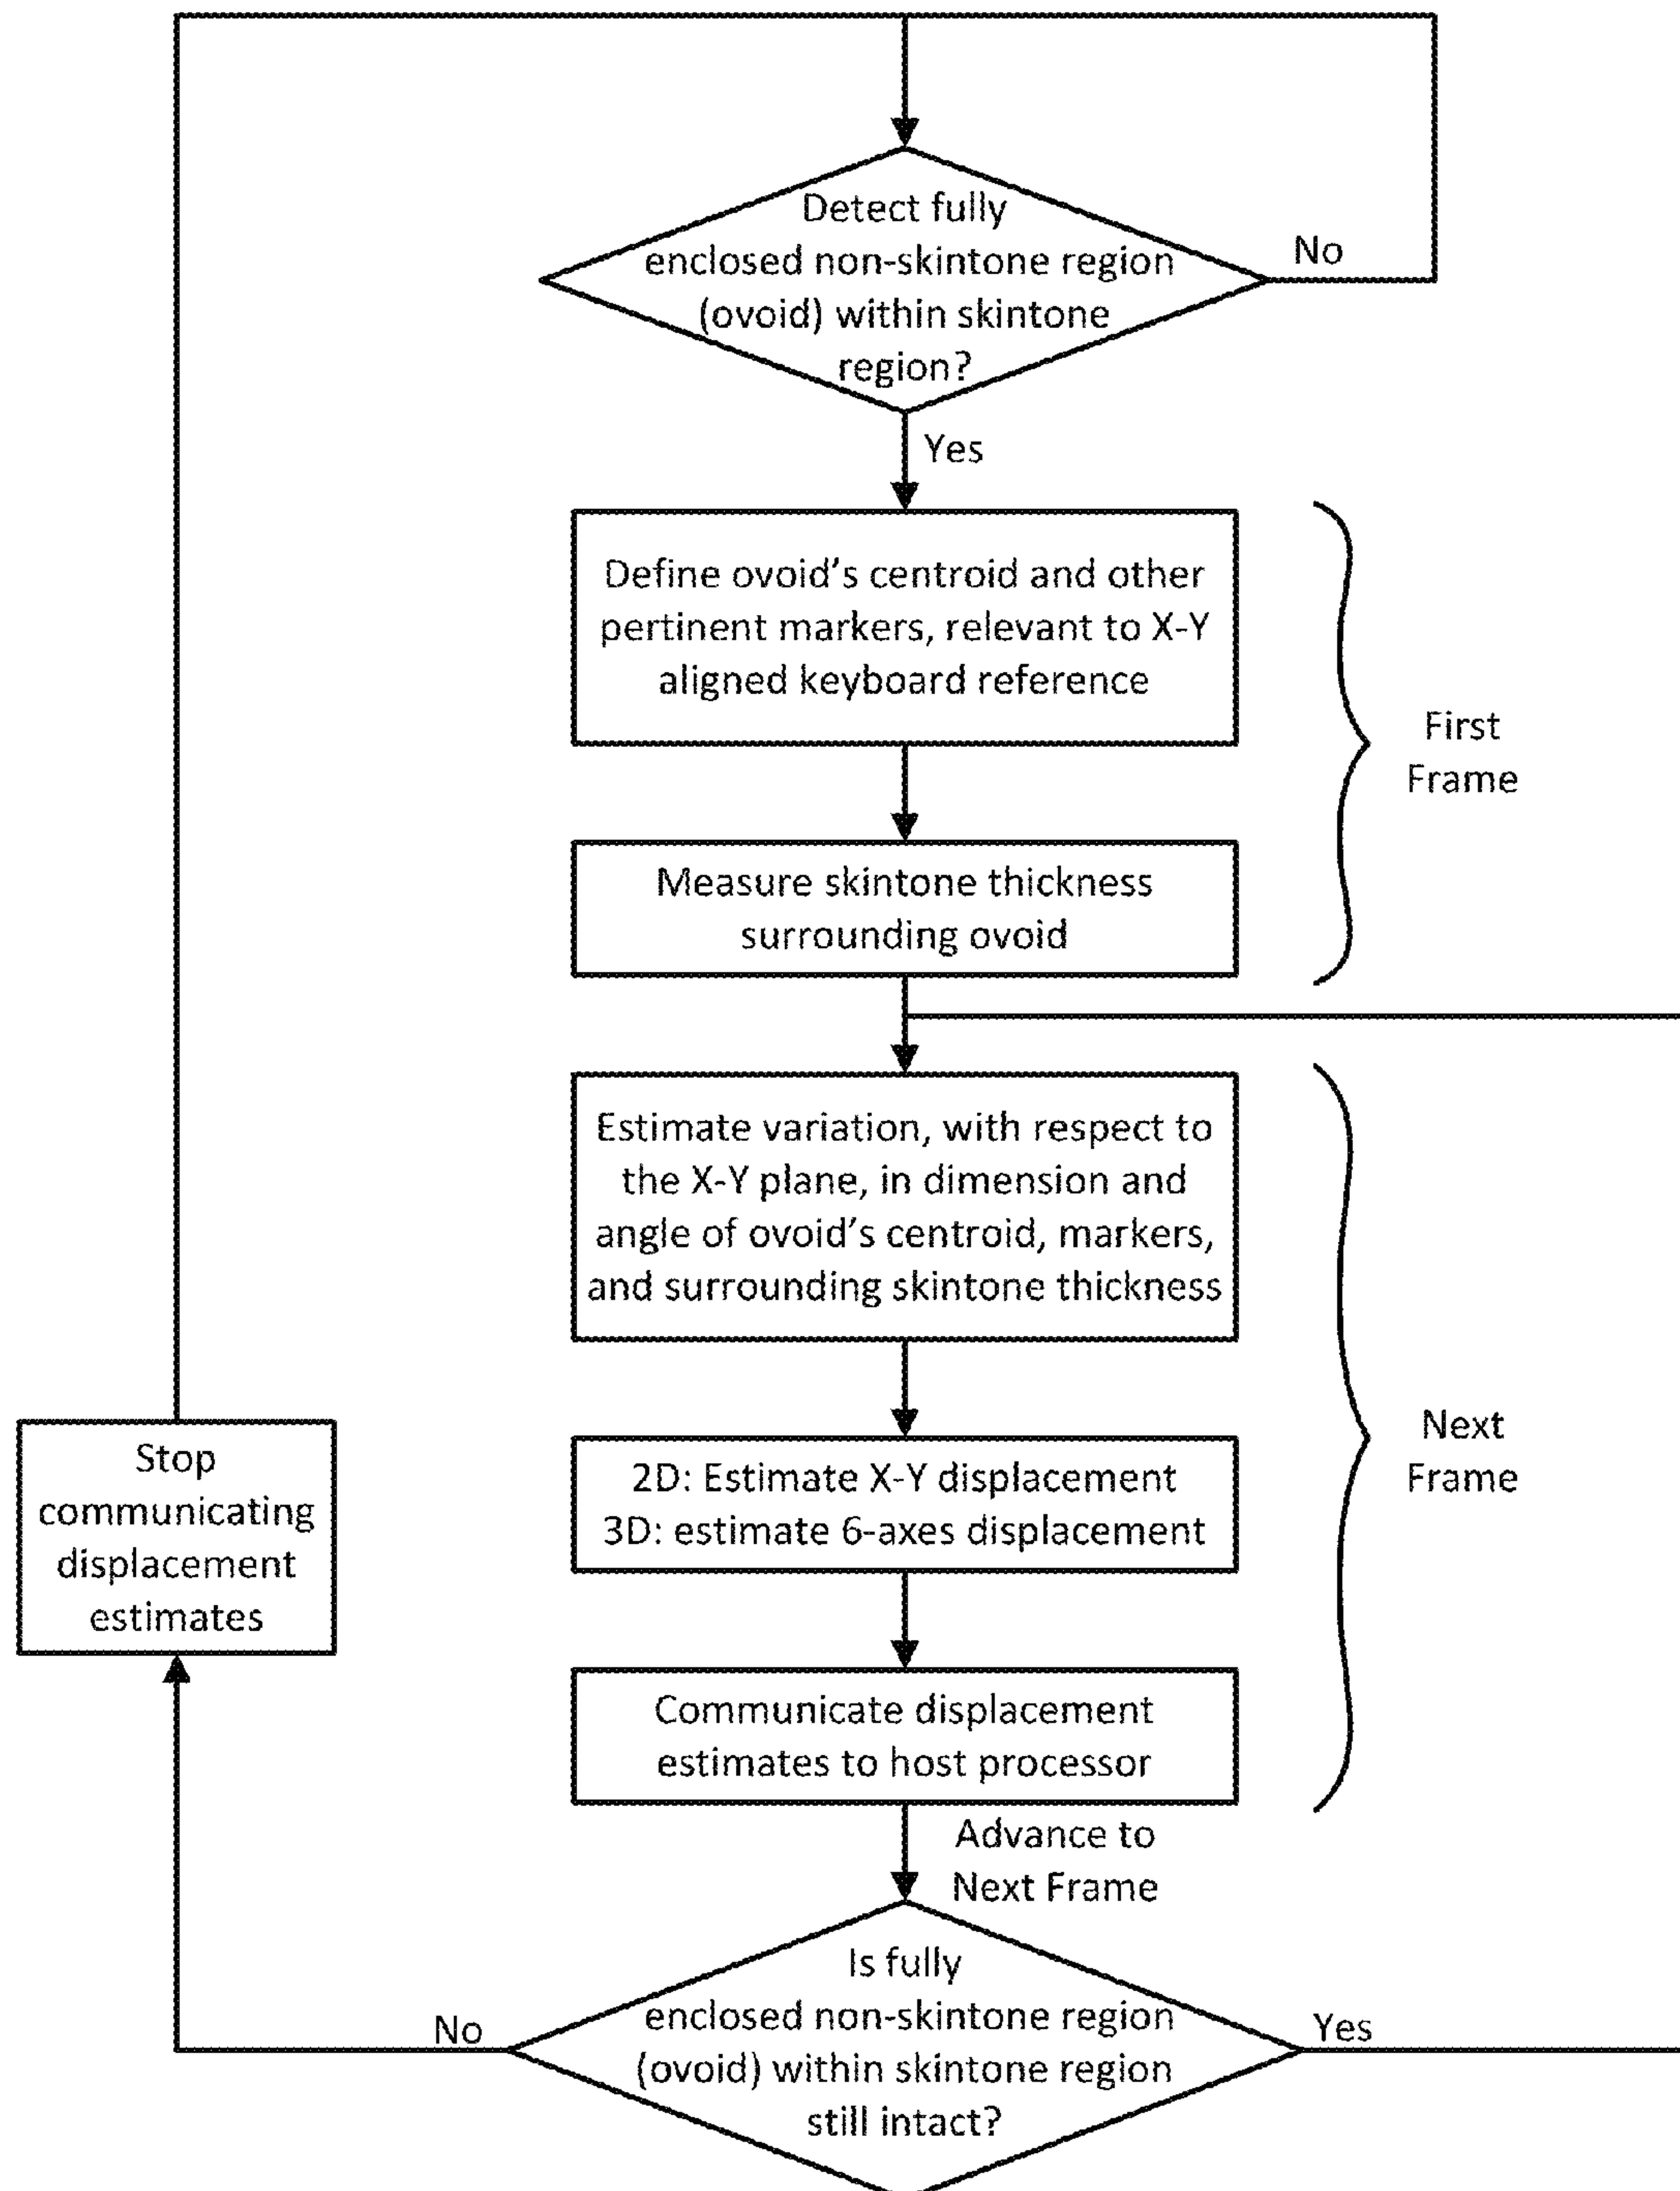 Detect fully
enclosed non-skintone region
(ovoid) within skintone
region?
No
Yes
Define ovoid's centroid and other
pertinent markers, relevant to X-Y
aligned keyboard reference
First
Frame
Measure skintone thickness
surrounding ovoid
Estimate variation, with respect to
the X-Y plane, in dimension and
angle of ovoid's centroid, markers,
and surrounding skintone thickness
Next
Frame
2D: Estimate X-Y displacement
3D: estimate 6-axes displacement
Stop
communicating
displacement
estimates
Communicate displacement
estimates to host processor
Advance to
Next Frame
Is fully
enclosed non-skintone region
(ovoid) within skintone region
still intact?
No
Yes